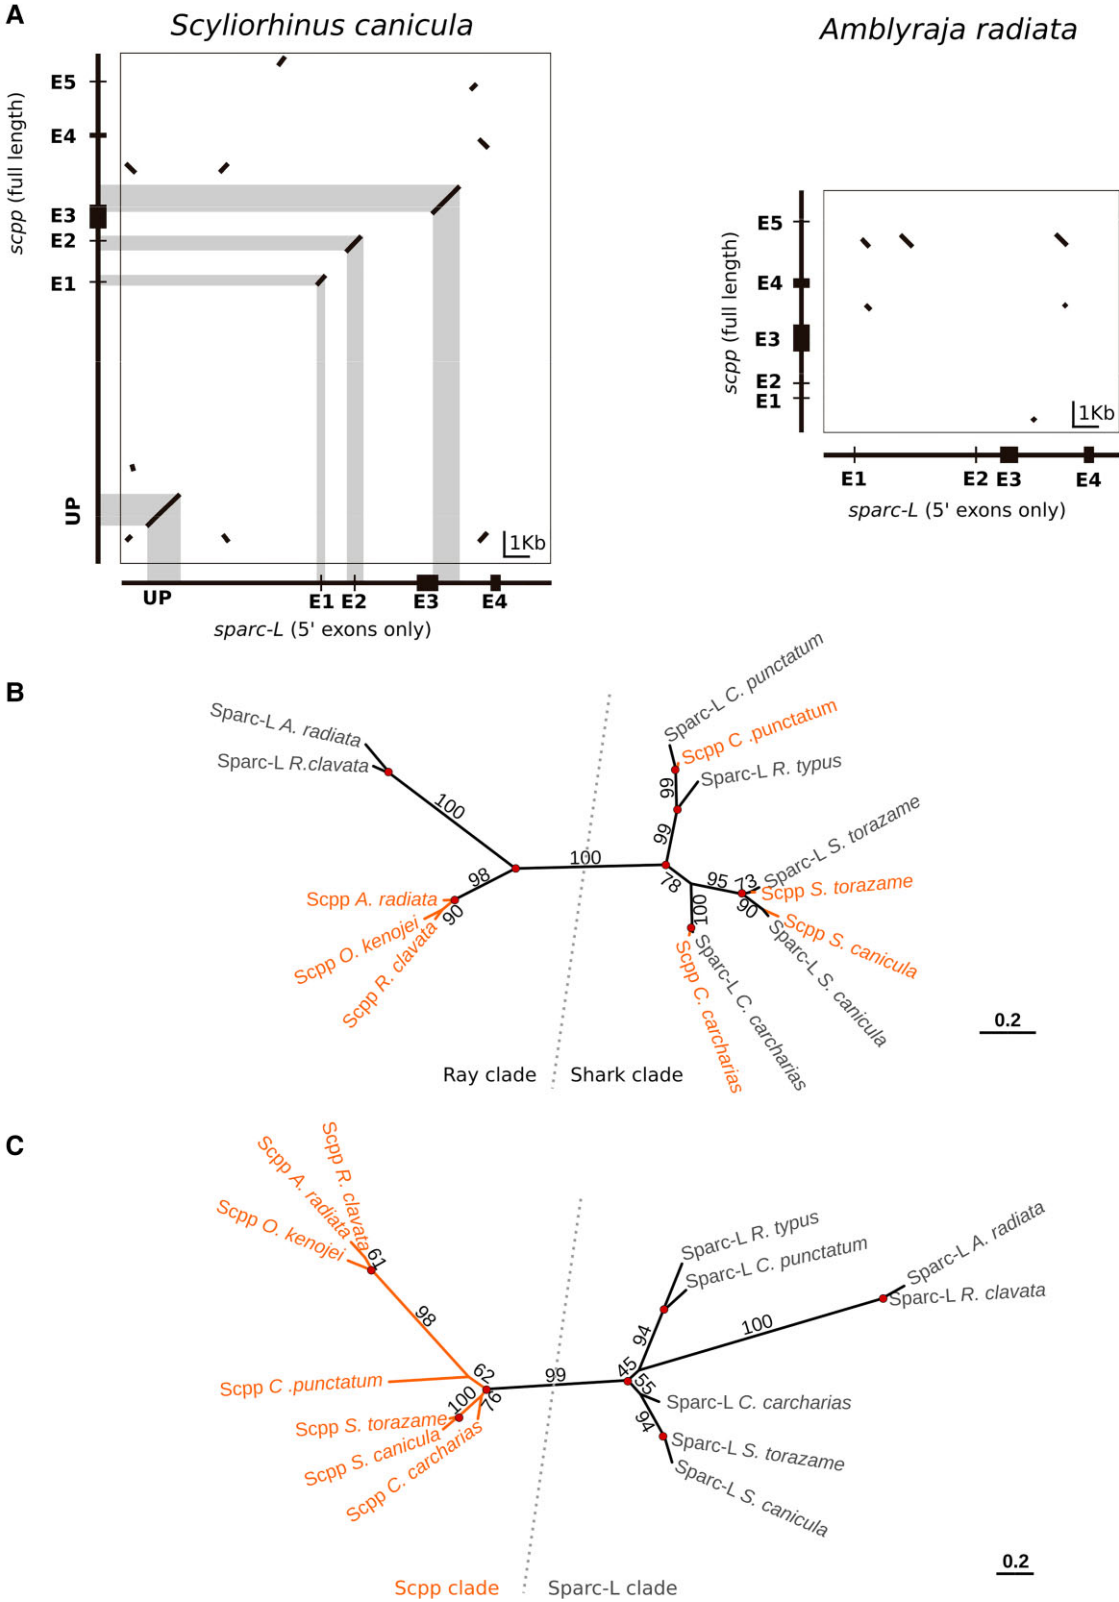 A
Scyliorhinus canicula
Amblyraja radiata
scpp (full length)
E5
E4
E3
E2
E1
UP
1Kb
UP E1 E2 E3 E4
sparc-L (5' exons only)
scpp (full length)
E5
E4
E3
E2
E1
1Kb
E1 E2 E3 E4
sparc-L (5' exons only)
B
Sparc-L A. radiata
Sparc-L R.clavata
100
98
90
Scpp A. radiata
Scpp O. kenojei
Scpp R. clavata
100
Sparc-L C. punctatum
Scpp C .punctatum
Sparc-L R. typus
99
99
78
95
73
90
100
Sparc-L S. torazame
Scpp S. torazame
Scpp S. canicula
Sparc-L S. canicula
Sparc-L C. carcharias
Scpp C. carcharias
0.2
Ray clade
Shark clade
C
Scpp R. clavata
Scpp A. radiata
Scpp O. kenojei
61
98
Scpp C .punctatum
62
100
76
Scpp S. torazame
Scpp S. canicula
Scpp C. carcharias
99
Sparc-L R. typus
Sparc-L C. punctatum
94
45
55
94
100
Sparc-L A. radiata
Sparc-L R. clavata
Sparc-L C. carcharias
Sparc-L S. torazame
Sparc-L S. canicula
0.2
Scpp clade
Sparc-L clade